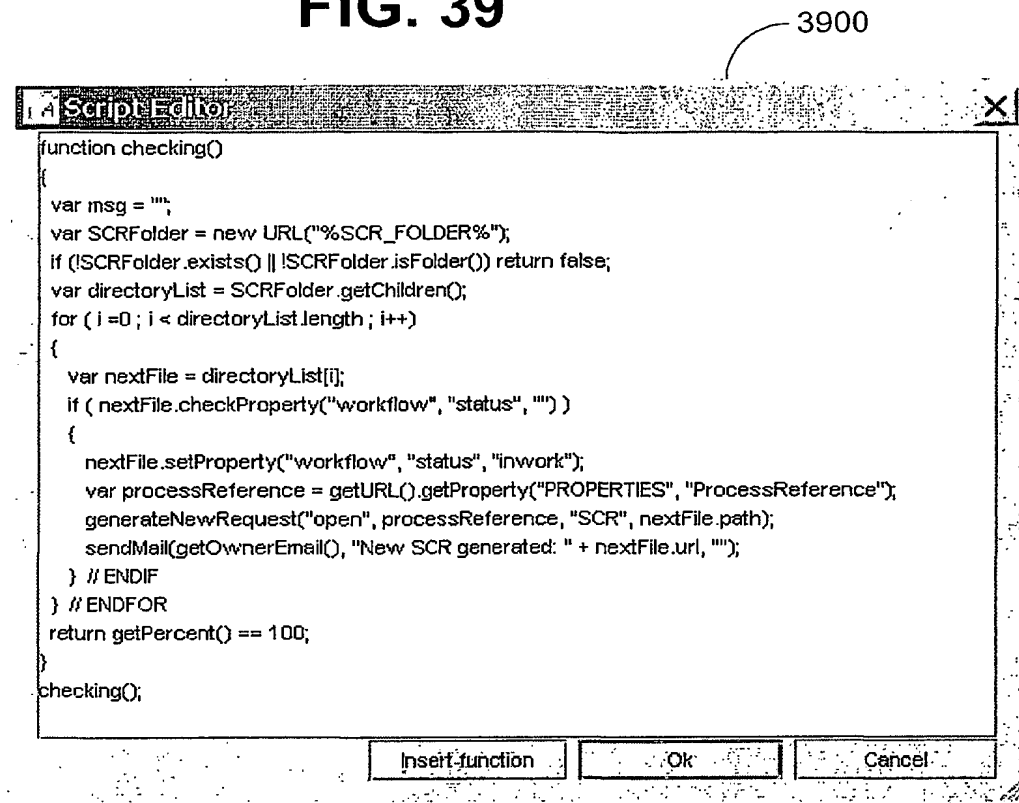 FIG. 39
3900
Script Editor
function checking()
{
var msg = "";
var SCRFolder = new URL("%SCR_FOLDER%");
if (!SCRFolder.exists() || !SCRFolder.isFolder()) return false;
var directoryList = SCRFolder.getChildren();
for ( i =0 ; i < directoryList.length ; i++)
{
var nextFile = directoryList[i];
if ( nextFile.checkProperty("workflow", "status", "") )
{
nextFile.setProperty("workflow", "status", "inwork");
var processReference = getURL().getProperty("PROPERTIES", "ProcessReference");
generateNewRequest("open", processReference, "SCR", nextFile.path);
sendMail(getOwnerEmail(), "New SCR generated: " + nextFile.url, "");
} // ENDIF
} // ENDFOR
return getPercent() == 100;
}
checking();
Insert function Ok Cancel